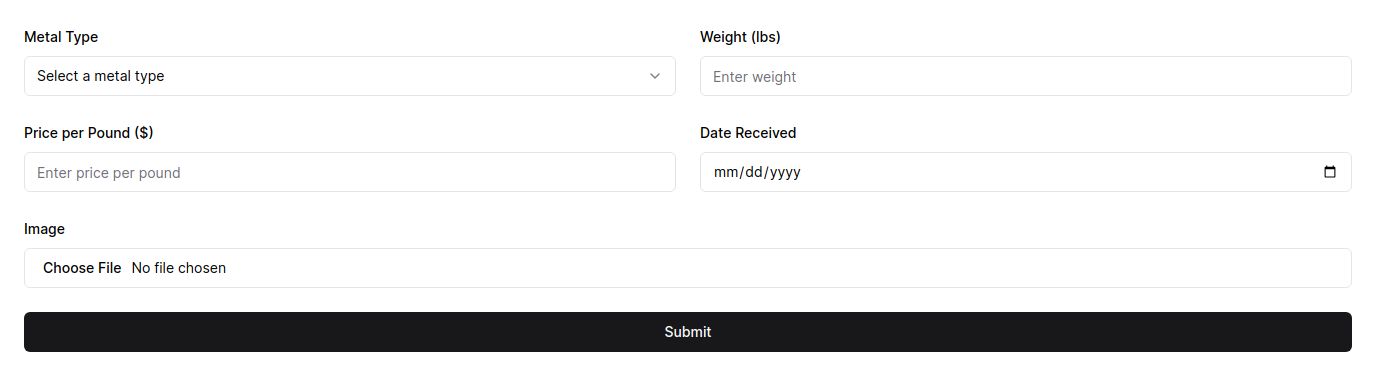 Metal Type
Select a metal type
Weight (lbs)
Enter weight
Price per Pound ($)
Enter price per pound
Date Received
mm/dd/yyyy
Image
Choose File No file chosen
Submit